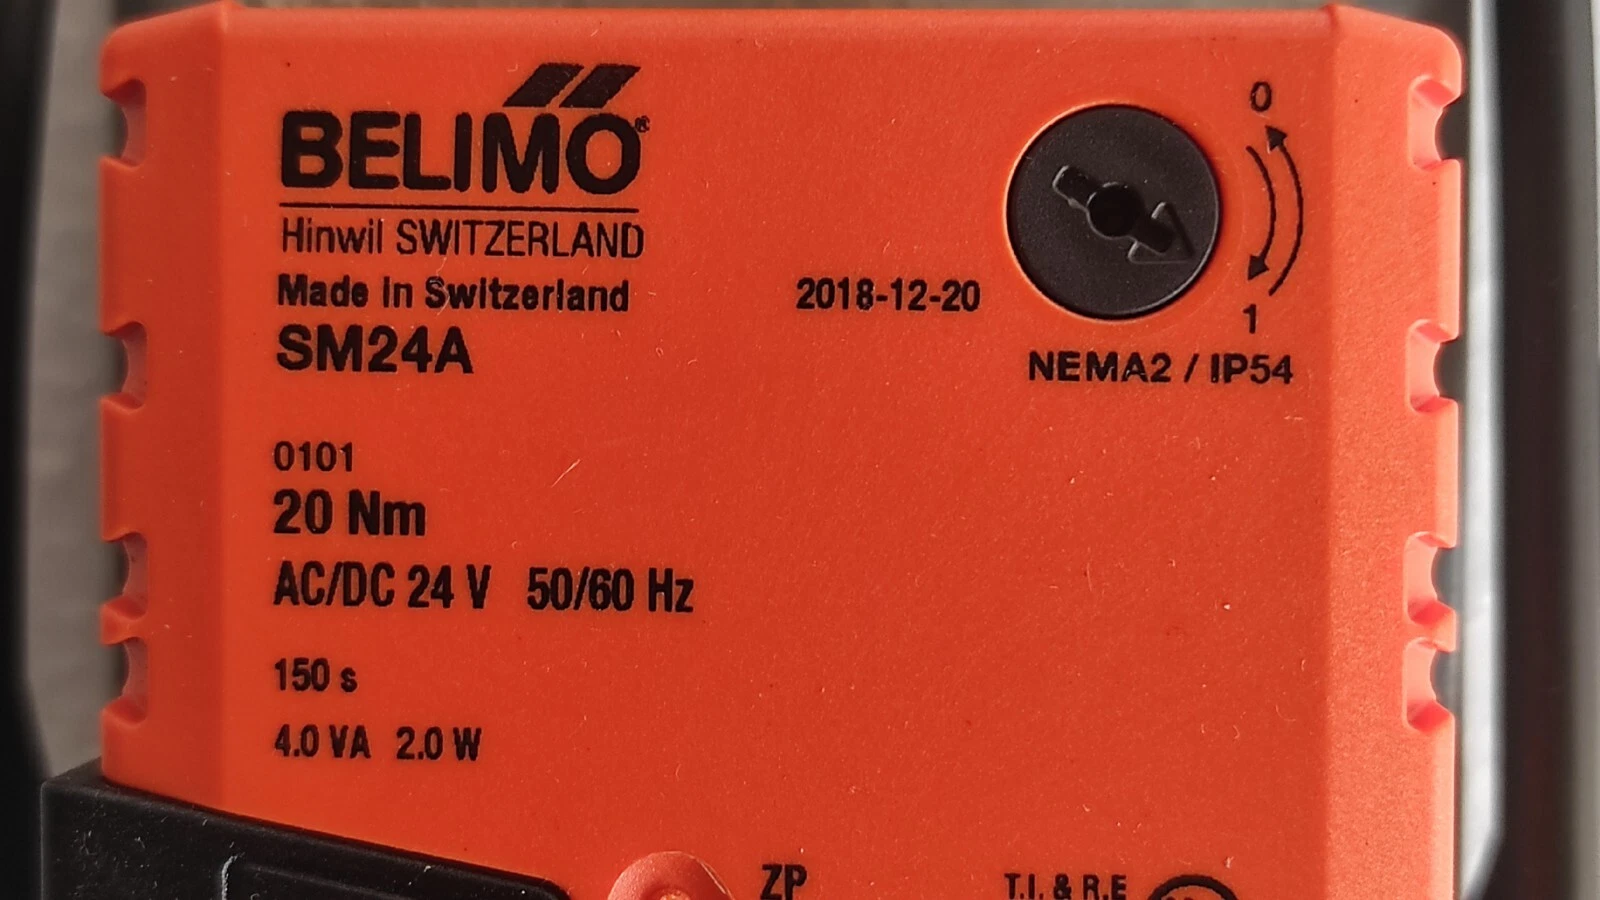 BELIMO®
Hinwil SWITZERLAND
Made in Switzerland
SM24A
2018-12-20
0
1
NEMA2 / IP54
0101
20 Nm
AC/DC 24 V 50/60 Hz
150 s
4.0 VA 2.0 W
ZP
T.I. & R.E